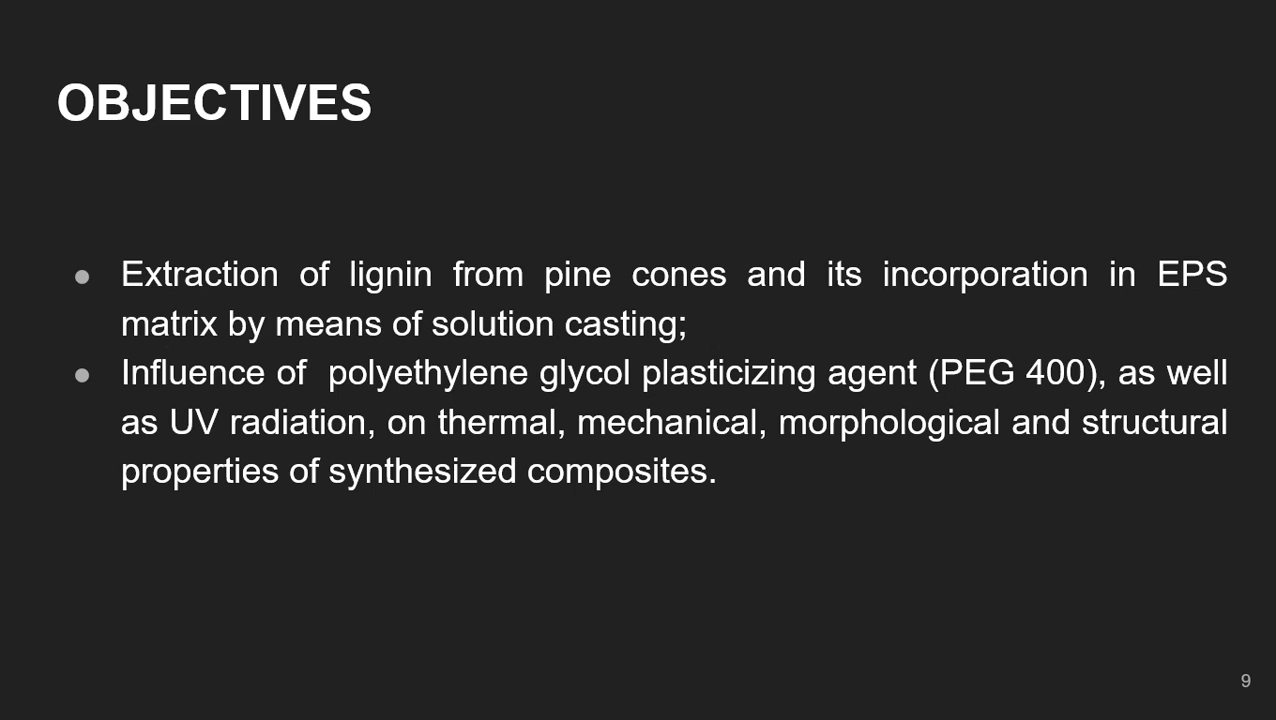 OBJECTIVES
● Extraction of lignin from pine cones and its incorporation in EPS
matrix by means of solution casting;
● Influence of  polyethylene glycol plasticizing agent (PEG 400), as well
as UV radiation, on thermal, mechanical, morphological and structural
properties of synthesized composites.
9